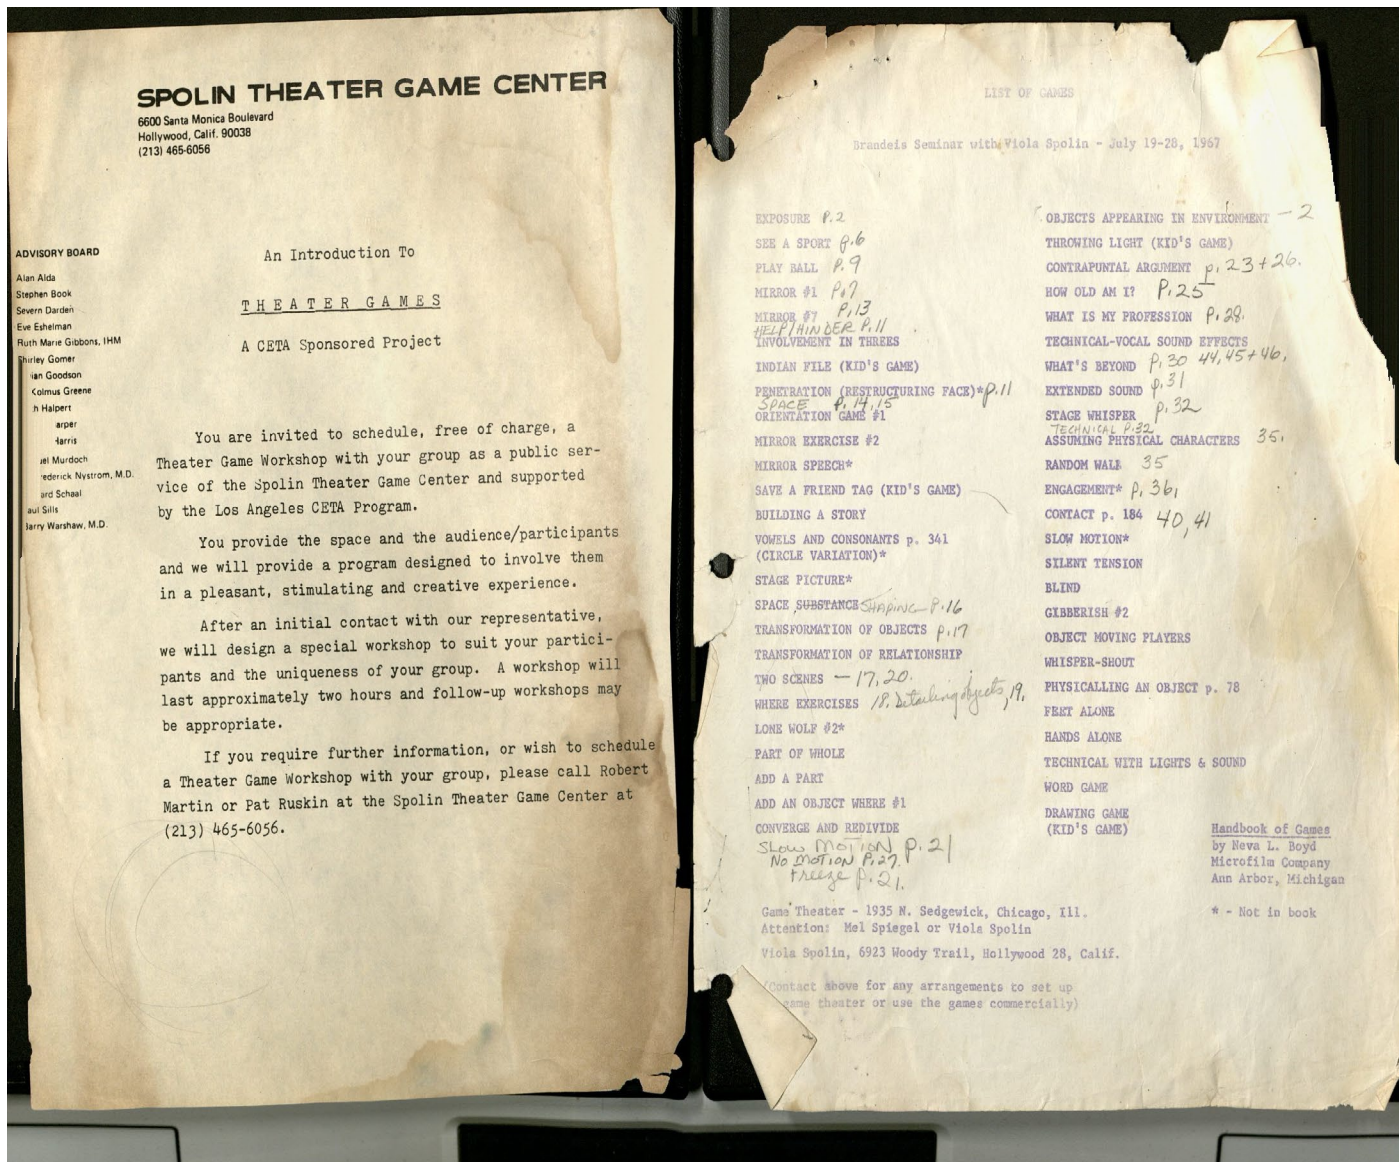 SPOLIN THEATER GAME CENTER
6600 Santa Monica Boulevard
Hollywood, Calif. 90038
(213) 465-6056
ADVISORY BOARD
Alan Alda
Stephen Book
Severn Darden
Eve Eshelman
Ruth Marie Gibbons, IHM
Shirley Gomer
ian Goodson
Colmus Greene
h Halpert
arper
Harris
el Murdoch
rederick Nystrom, M.D.
ard Schaal
aul Sills
Harry Warshaw, M.D.
An Introduction To
THEATER GAMES
A CETA Sponsored Project
You are invited to schedule, free of charge, a
Theater Game Workshop with your group as a public ser-
vice of the Spolin Theater Game Center and supported
by the Los Angeles CETA Program.
You provide the space and the audience/participants
and we will provide a program designed to involve them
in a pleasant, stimulating and creative experience.
After an initial contact with our representative,
we will design a special workshop to suit your partici-
pants and the uniqueness of your group. A workshop will
last approximately two hours and follow-up workshops may
be appropriate.
If you require further information, or wish to schedule
a Theater Game Workshop with your group, please call Robert
Martin or Pat Ruskin at the Spolin Theater Game Center at
(213) 465-6056.
LIST OF GAMES
Brandeis Seminar with Viola Spolin - July 19-28, 1967
EXPOSURE P.2
SEE A SPORT p.6
PLAY BALL P.9
MIRROR #1 P.7
MIRROR #7 P.13
HELP/HINDER P.11
INVOLVEMENT IN THREES
INDIAN FILE (KID'S GAME)
PENETRATION (RESTRUCTURING FACE)* p.11
SPACE P.14,15
ORIENTATION GAME #1
MIRROR EXERCISE #2
MIRROR SPEECH*
SAVE A FRIEND TAG (KID'S GAME)
BUILDING A STORY
VOWELS AND CONSONANTS p. 341
(CIRCLE VARIATION)*
STAGE PICTURE*
SPACE SUBSTANCE SHAPING P.16
TRANSFORMATION OF OBJECTS P.17
TRANSFORMATION OF RELATIONSHIP
TWO SCENES - 17, 20.
WHERE EXERCISES 18. Detailing objects, 19.
LONE WOLF #2*
PART OF WHOLE
ADD A PART
ADD AN OBJECT WHERE #1
CONVERGE AND REDIVIDE
SLOW MOTION P.21
NO MOTION P.27.
freeze P.21.
OBJECTS APPEARING IN ENVIRONMENT - 2
THROWING LIGHT (KID'S GAME)
CONTRAPUNTAL ARGUMENT p. 23+26.
HOW OLD AM I? P.25
WHAT IS MY PROFESSION P.28.
TECHNICAL-VOCAL SOUND EFFECTS
WHAT'S BEYOND p.30 44,45+46,
EXTENDED SOUND p.31
STAGE WHISPER p.32
TECHNICAL P.32
ASSUMING PHYSICAL CHARACTERS 35.
RANDOM WALK 35
ENGAGEMENT* P.36,
CONTACT p. 184 40,41
SLOW MOTION*
SILENT TENSION
BLIND
GIBBERISH #2
OBJECT MOVING PLAYERS
WHISPER-SHOUT
PHYSICALLING AN OBJECT p. 78
FEET ALONE
HANDS ALONE
TECHNICAL WITH LIGHTS & SOUND
WORD GAME
DRAWING GAME
(KID'S GAME)
Handbook of Games
by Neva L. Boyd
Microfilm Company
Ann Arbor, Michigan
* - Not in book
Game Theater - 1935 N. Sedgewick, Chicago, Ill.
Attention: Mel Spiegel or Viola Spolin
Viola Spolin, 6923 Woody Trail, Hollywood 28, Calif.
(Contact above for any arrangements to set up
game theater or use the games commercially)